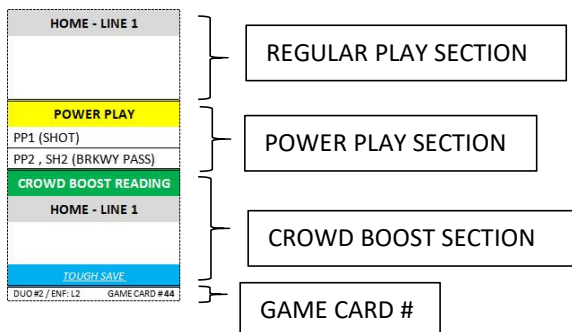 HOME - LINE 1
REGULAR PLAY SECTION
POWER PLAY
PP1 (SHOT)
PP2 , SH2 (BRKWY PASS)
POWER PLAY SECTION
CROWD BOOST READING
HOME - LINE 1
CROWD BOOST SECTION
TOUGH SAVE
DUO #2 / ENF: L2 GAME CARD # 44
GAME CARD #